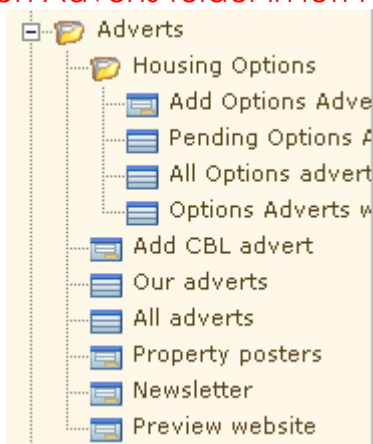 Adverts
Housing Options
Add Options Adve
Pending Options A
All Options advert
Options Adverts w
Add CBL advert
Our adverts
All adverts
Property posters
Newsletter
Preview website